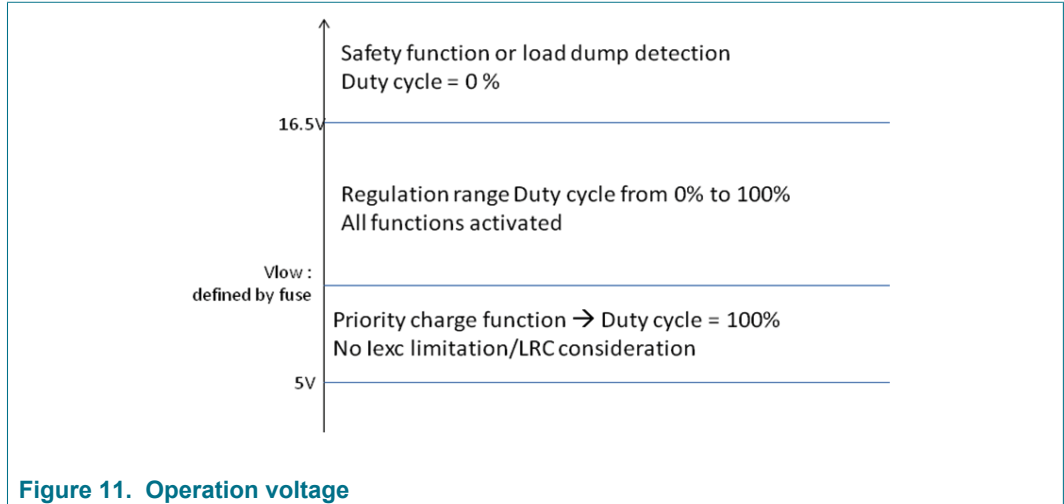 Safety function or load dump detection
Duty cycle = 0 %
16.5V
Regulation range Duty cycle from 0% to 100%
All functions activated
Vlow :
defined by fuse
Priority charge function → Duty cycle = 100%
No Iexc limitation/LRC consideration
5V
Figure 11. Operation voltage